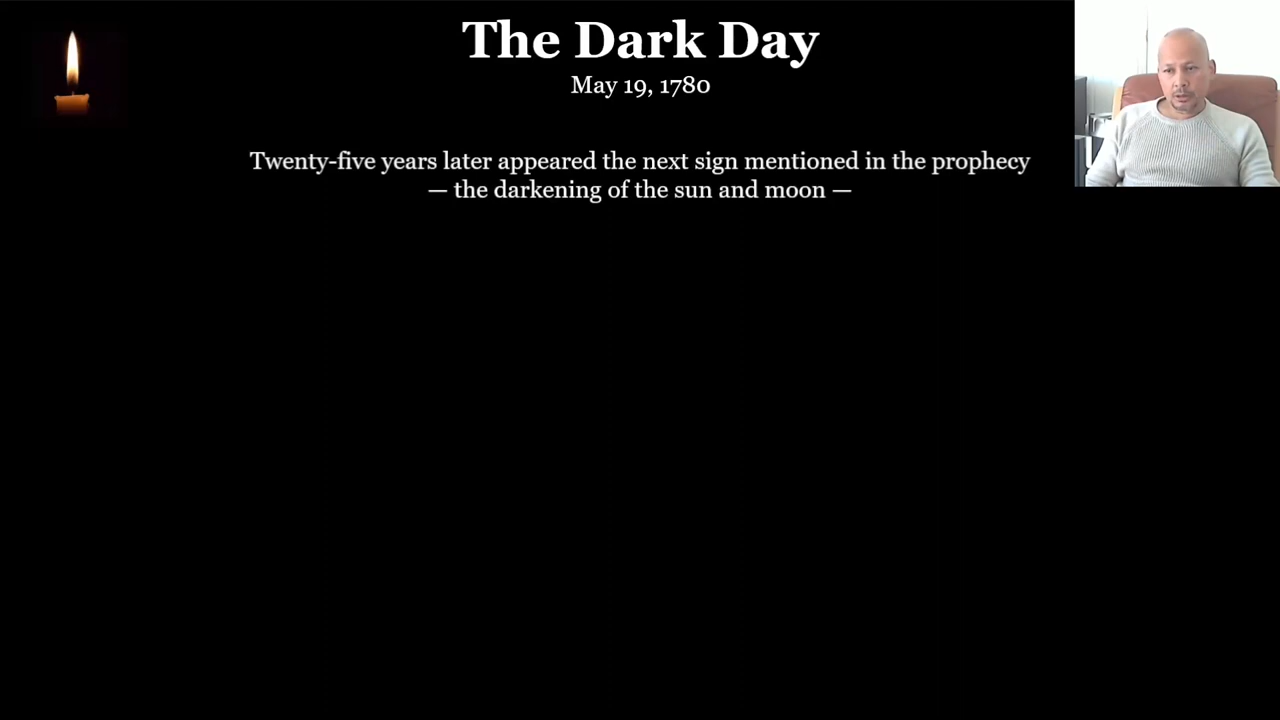 The Dark Day
May 19, 1780
Twenty-five years later appeared the next sign mentioned in the prophecy
— the darkening of the sun and moon —